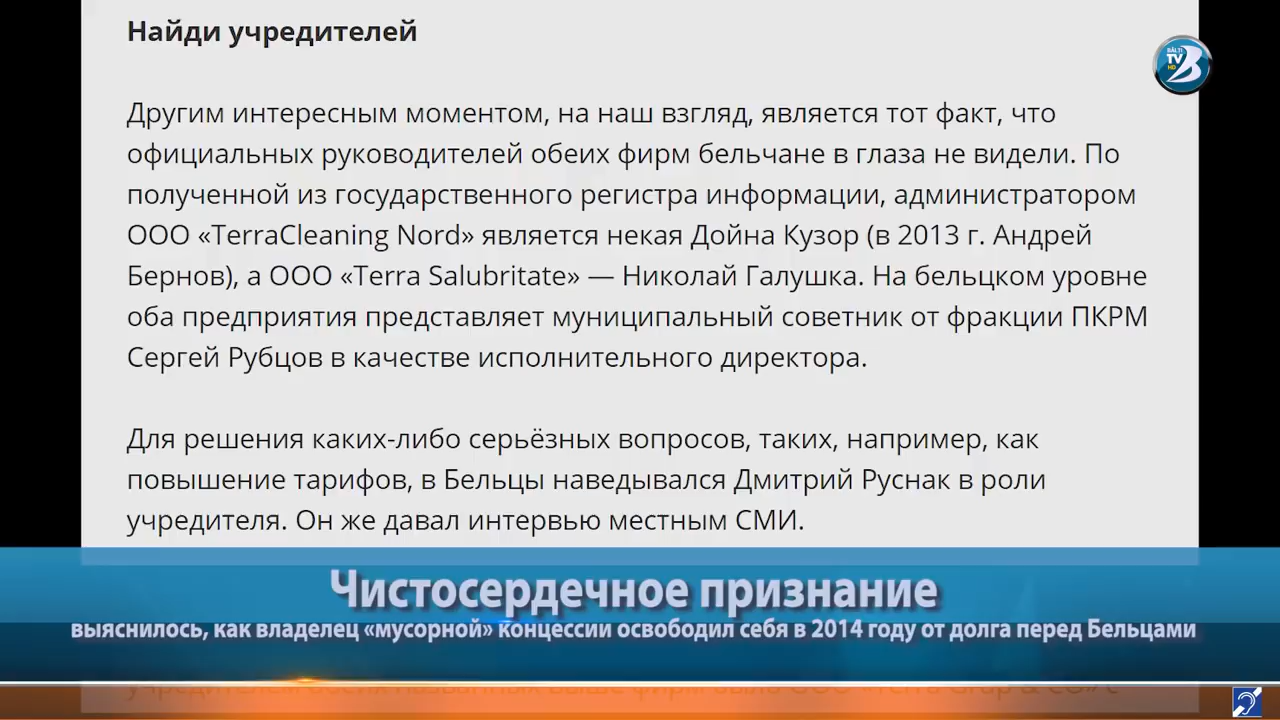 Найди учредителей
BĂLȚI
TV
HD
Другим интересным моментом, на наш взгляд, является тот факт, что
официальных руководителей обеих фирм бельчане в глаза не видели. По
полученной из государственного регистра информации, администратором
ООО «TerraCleaning Nord» является некая Дойна Кузор (в 2013 г. Андрей
Бернов), а ООО «Terra Salubritate» — Николай Галушка. На бельцком уровне
оба предприятия представляет муниципальный советник от фракции ПКРМ
Сергей Рубцов в качестве исполнительного директора.
Для решения каких-либо серьёзных вопросов, таких, например, как
повышение тарифов, в Бельцы наведывался Дмитрий Руснак в роли
учредителя. Он же давал интервью местным СМИ.
Чистосердечное признание
выяснилось, как владелец «мусорной» концессии освободил себя в 2014 году от долга перед Бельцами